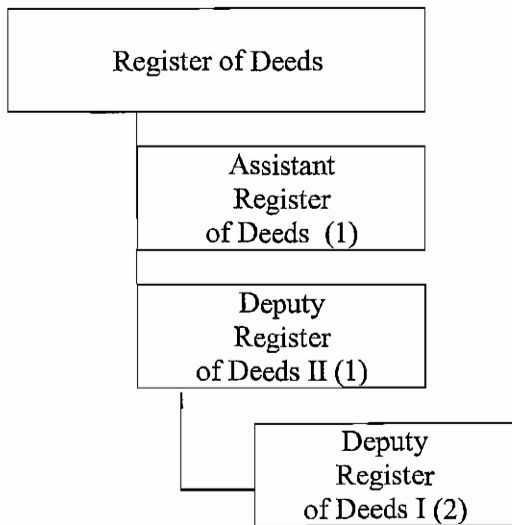 Register of Deeds
Assistant
Register
of Deeds (1)
Deputy
Register
of Deeds II (1)
Deputy
Register
of Deeds I (2)